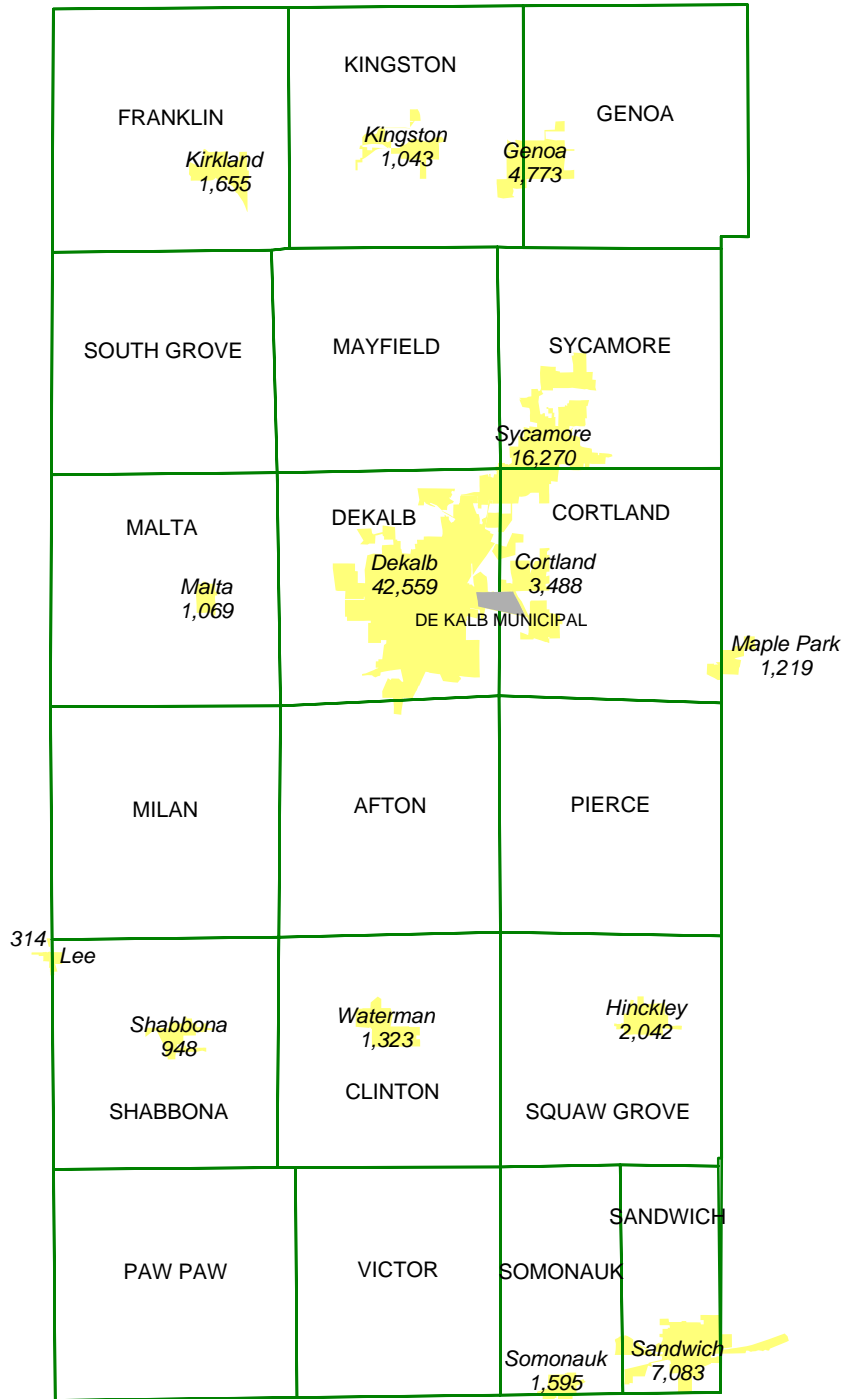 KINGSTON
FRANKLIN
GENOA
Kirkland
1,655
Kingston
1,043
Genoa
4,773
SOUTH GROVE
MAYFIELD
SYCAMORE
Sycamore
16,270
MALTA
DEKALB
CORTLAND
Malta
1,069
Dekalb
42,559
Cortland
3,488
DE KALB MUNICIPAL
Maple Park
1,219
MILAN
AFTON
PIERCE
314
Lee
Shabbona
948
Waterman
1,323
Hinckley
2,042
SHABBONA
CLINTON
SQUAW GROVE
PAW PAW
VICTOR
SOMONAUK
SANDWICH
Somonauk
1,595
Sandwich
7,083